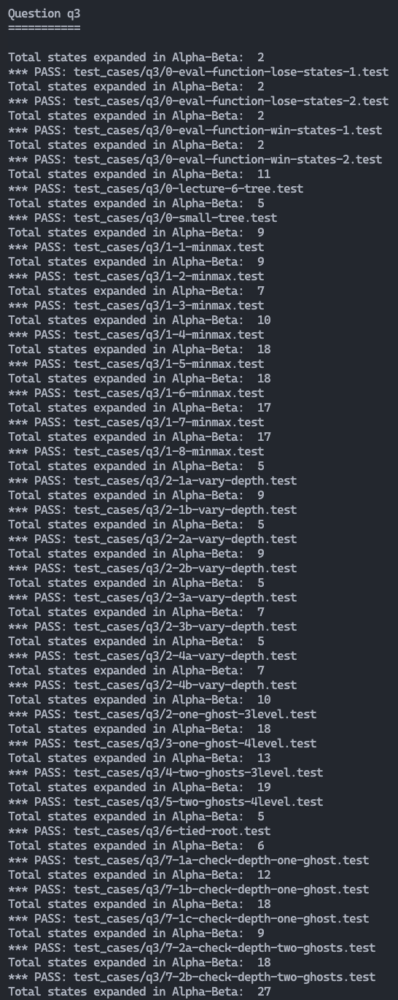 Question q3
===========
Total states expanded in Alpha-Beta:  2
*** PASS: test_cases/q3/0-eval-function-lose-states-1.test
Total states expanded in Alpha-Beta:  2
*** PASS: test_cases/q3/0-eval-function-lose-states-2.test
Total states expanded in Alpha-Beta:  2
*** PASS: test_cases/q3/0-eval-function-win-states-1.test
Total states expanded in Alpha-Beta:  2
*** PASS: test_cases/q3/0-eval-function-win-states-2.test
Total states expanded in Alpha-Beta:  11
*** PASS: test_cases/q3/0-lecture-6-tree.test
Total states expanded in Alpha-Beta:  5
*** PASS: test_cases/q3/0-small-tree.test
Total states expanded in Alpha-Beta:  9
*** PASS: test_cases/q3/1-1-minmax.test
Total states expanded in Alpha-Beta:  9
*** PASS: test_cases/q3/1-2-minmax.test
Total states expanded in Alpha-Beta:  7
*** PASS: test_cases/q3/1-3-minmax.test
Total states expanded in Alpha-Beta:  10
*** PASS: test_cases/q3/1-4-minmax.test
Total states expanded in Alpha-Beta:  18
*** PASS: test_cases/q3/1-5-minmax.test
Total states expanded in Alpha-Beta:  18
*** PASS: test_cases/q3/1-6-minmax.test
Total states expanded in Alpha-Beta:  17
*** PASS: test_cases/q3/1-7-minmax.test
Total states expanded in Alpha-Beta:  17
*** PASS: test_cases/q3/1-8-minmax.test
Total states expanded in Alpha-Beta:  5
*** PASS: test_cases/q3/2-1a-vary-depth.test
Total states expanded in Alpha-Beta:  9
*** PASS: test_cases/q3/2-1b-vary-depth.test
Total states expanded in Alpha-Beta:  5
*** PASS: test_cases/q3/2-2a-vary-depth.test
Total states expanded in Alpha-Beta:  9
*** PASS: test_cases/q3/2-2b-vary-depth.test
Total states expanded in Alpha-Beta:  5
*** PASS: test_cases/q3/2-3a-vary-depth.test
Total states expanded in Alpha-Beta:  7
*** PASS: test_cases/q3/2-3b-vary-depth.test
Total states expanded in Alpha-Beta:  5
*** PASS: test_cases/q3/2-4a-vary-depth.test
Total states expanded in Alpha-Beta:  7
*** PASS: test_cases/q3/2-4b-vary-depth.test
Total states expanded in Alpha-Beta:  10
*** PASS: test_cases/q3/2-one-ghost-3level.test
Total states expanded in Alpha-Beta:  18
*** PASS: test_cases/q3/3-one-ghost-4level.test
Total states expanded in Alpha-Beta:  13
*** PASS: test_cases/q3/4-two-ghosts-3level.test
Total states expanded in Alpha-Beta:  19
*** PASS: test_cases/q3/5-two-ghosts-4level.test
Total states expanded in Alpha-Beta:  5
*** PASS: test_cases/q3/6-tied-root.test
Total states expanded in Alpha-Beta:  6
*** PASS: test_cases/q3/7-1a-check-depth-one-ghost.test
Total states expanded in Alpha-Beta:  12
*** PASS: test_cases/q3/7-1b-check-depth-one-ghost.test
Total states expanded in Alpha-Beta:  18
*** PASS: test_cases/q3/7-1c-check-depth-one-ghost.test
Total states expanded in Alpha-Beta:  9
*** PASS: test_cases/q3/7-2a-check-depth-two-ghosts.test
Total states expanded in Alpha-Beta:  18
*** PASS: test_cases/q3/7-2b-check-depth-two-ghosts.test
Total states expanded in Alpha-Beta:  27